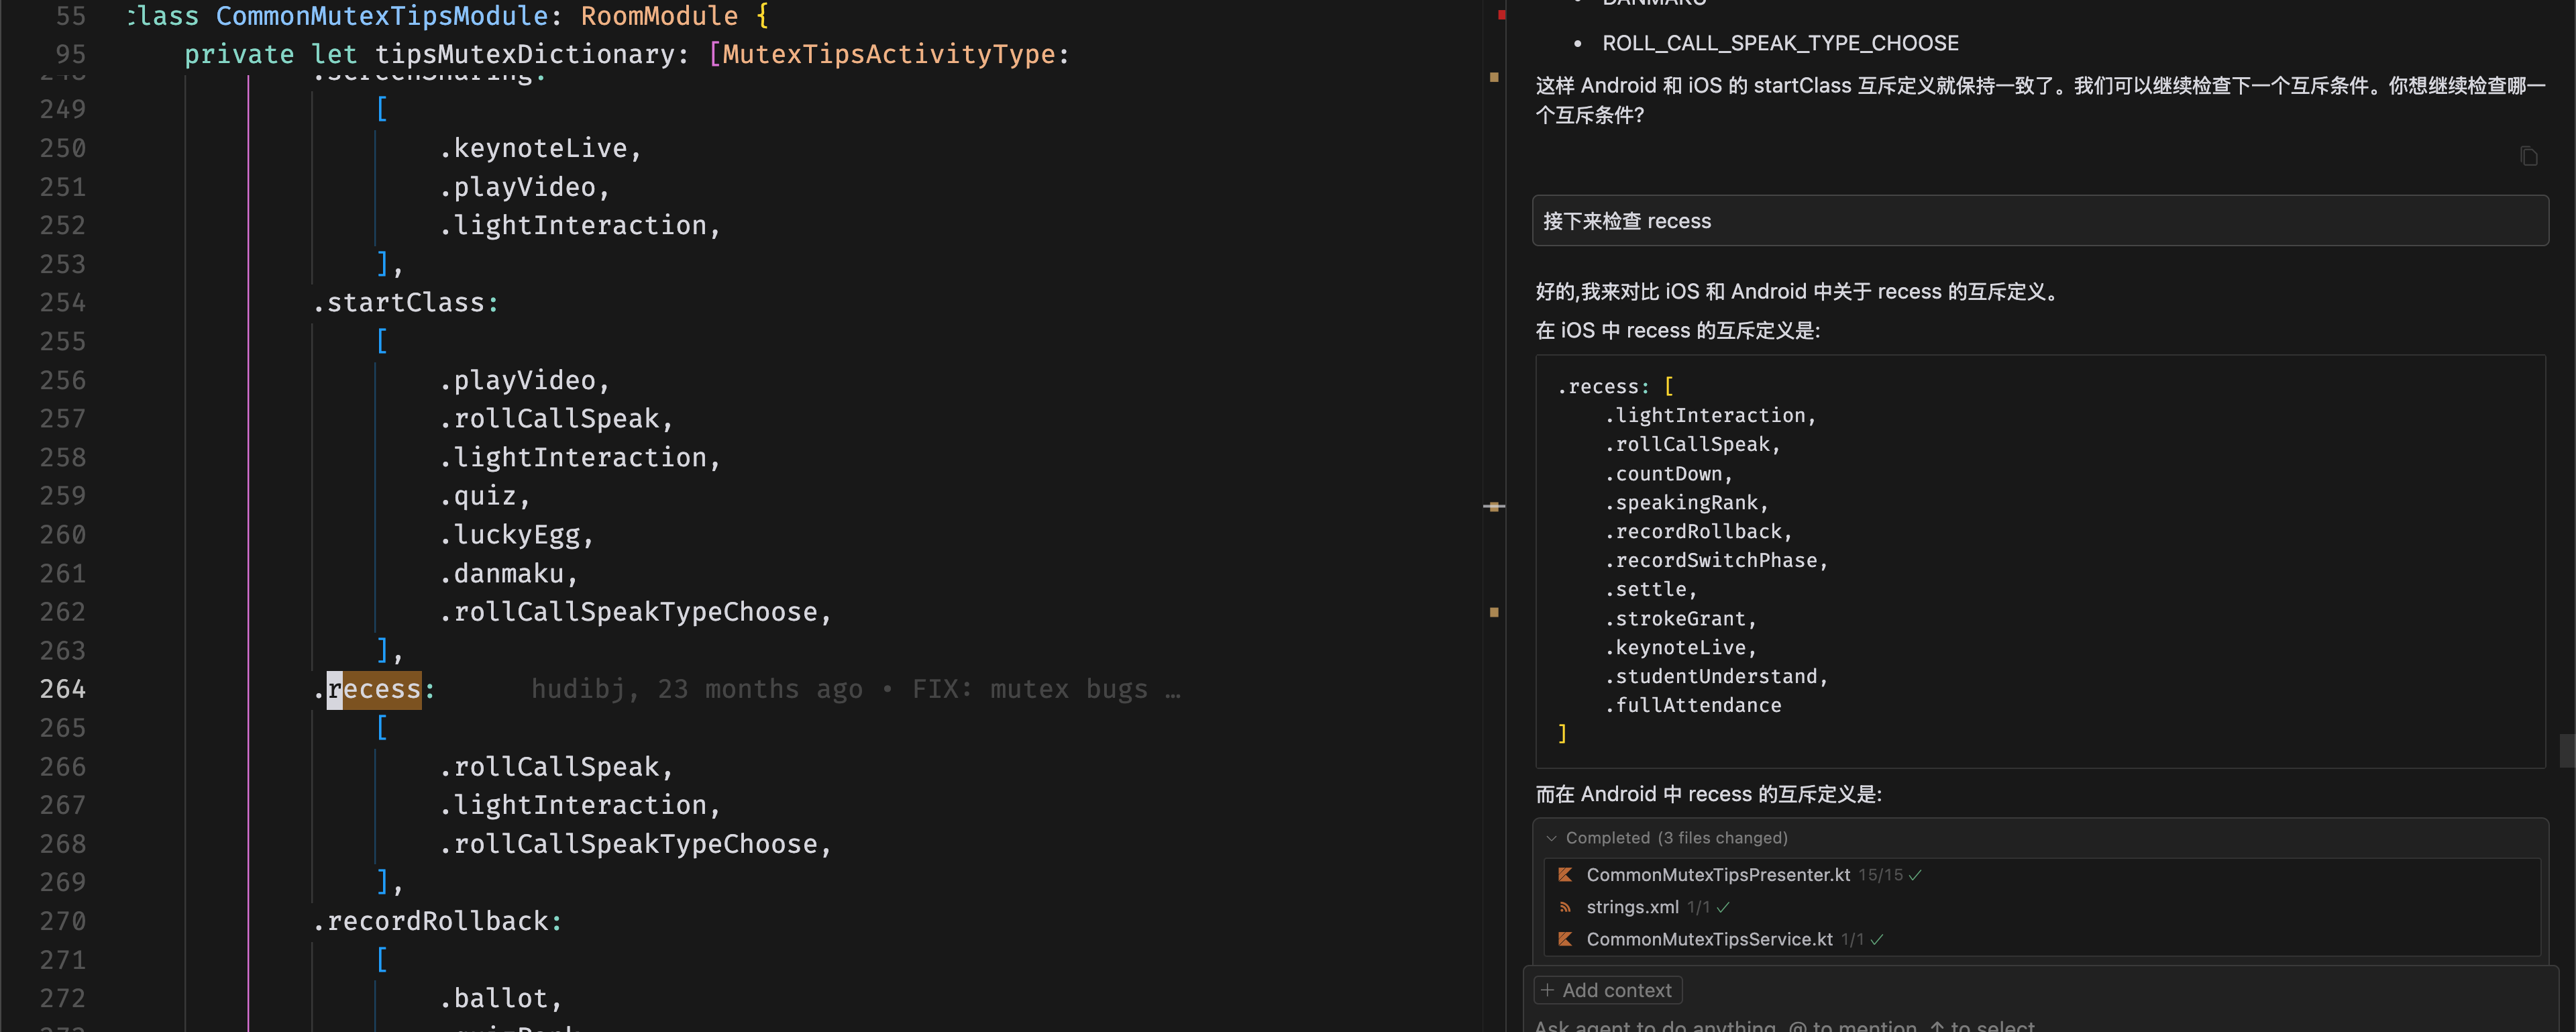 55 class CommonMutexTipsModule: RoomModule {
95 private let tipsMutexDictionary: [MutexTipsActivityType:
248 .screenSharing:
249 [
250 .keynoteLive,
251 .playVideo,
252 .lightInteraction,
253 ],
254 .startClass:
255 [
256 .playVideo,
257 .rollCallSpeak,
258 .lightInteraction,
259 .quiz,
260 .luckyEgg,
261 .danmaku,
262 .rollCallSpeakTypeChoose,
263 ],
264 .recess: hudibj, 23 months ago • FIX: mutex bugs …
265 [
266 .rollCallSpeak,
267 .lightInteraction,
268 .rollCallSpeakTypeChoose,
269 ],
270 .recordRollback:
271 [
272 .ballot,
273 .quizRank
• DANMAKU
• ROLL_CALL_SPEAK_TYPE_CHOOSE
这样 Android 和 iOS 的 startClass 互斥定义就保持一致了。我们可以继续检查下一个互斥条件。你想继续检查哪一
个互斥条件?
接下来检查 recess
好的,我来对比 iOS 和 Android 中关于 recess 的互斥定义。
在 iOS 中 recess 的互斥定义是:
.recess: [
.lightInteraction,
.rollCallSpeak,
.countDown,
.speakingRank,
.recordRollback,
.recordSwitchPhase,
.settle,
.strokeGrant,
.keynoteLive,
.studentUnderstand,
.fullAttendance
]
而在 Android 中 recess 的互斥定义是:
Completed (3 files changed)
CommonMutexTipsPresenter.kt 15/15 ✓
strings.xml 1/1 ✓
CommonMutexTipsService.kt 1/1 ✓
+ Add context
Ask agent to do anything, @ to mention, ↑ to select